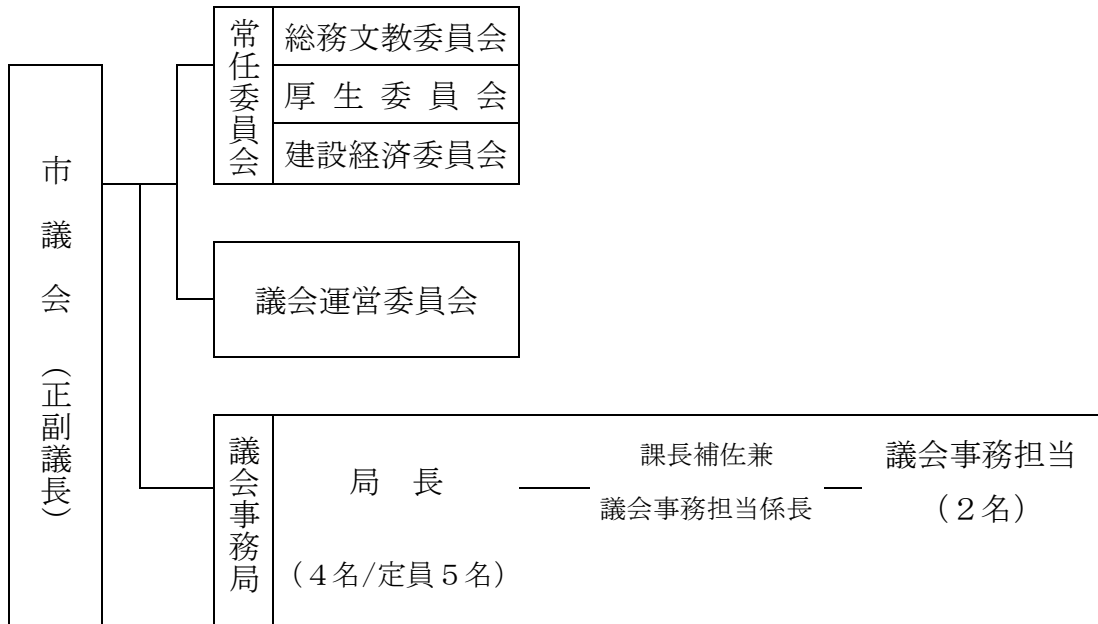 市議会（正副議長）
常任委員会
総務文教委員会
厚生委員会
建設経済委員会
議会運営委員会
議会事務局
局長
（４名/定員５名）
課長補佐兼
議会事務担当係長
議会事務担当
（２名）